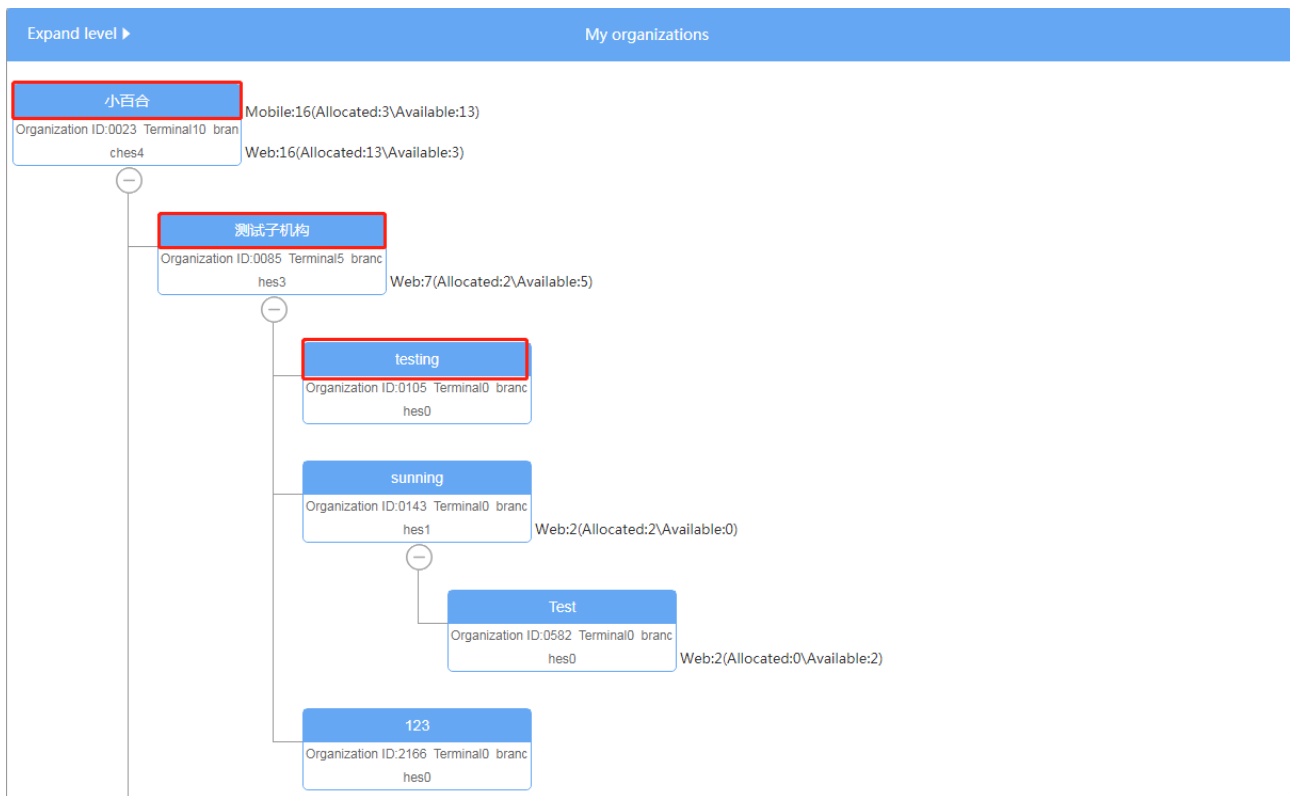 Expand level
My organizations
小百合
Mobile:16(Allocated:3\Available:13)
Organization ID:0023 Terminal10 bran
ches4
Web:16(Allocated:13\Available:3)
测试子机构
Organization ID:0085 Terminal5 branc
hes3
Web:7(Allocated:2\Available:5)
testing
Organization ID:0105 Terminal0 branc
hes0
sunning
Organization ID:0143 Terminal0 branc
hes1
Web:2(Allocated:2\Available:0)
Test
Organization ID:0582 Terminal0 branc
hes0
Web:2(Allocated:0\Available:2)
123
Organization ID:2166 Terminal0 branc
hes0